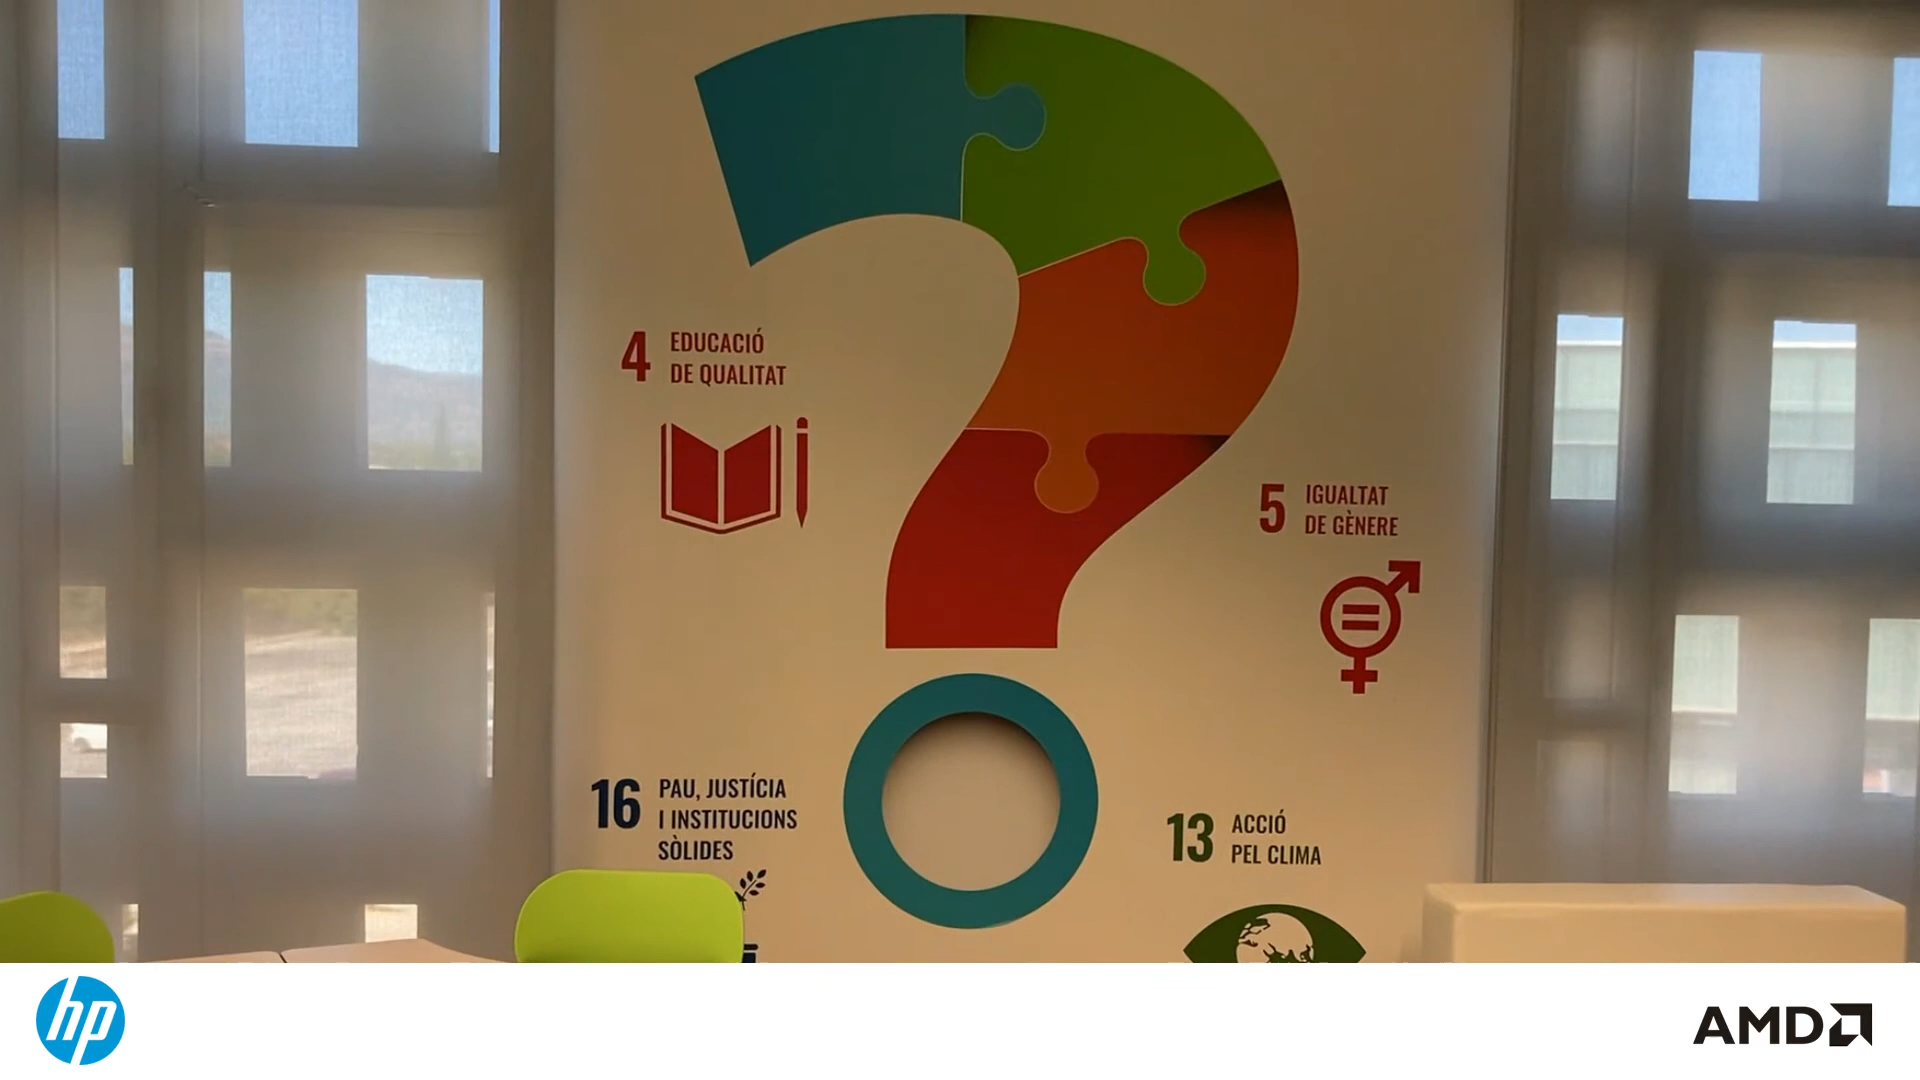 4 EDUCACIÓ
DE QUALITAT
5 IGUALTAT
DE GÈNERE
16 PAU, JUSTÍCIA
I INSTITUCIONS
SÒLIDES
13 ACCIÓ
PEL CLIMA
hp
AMD